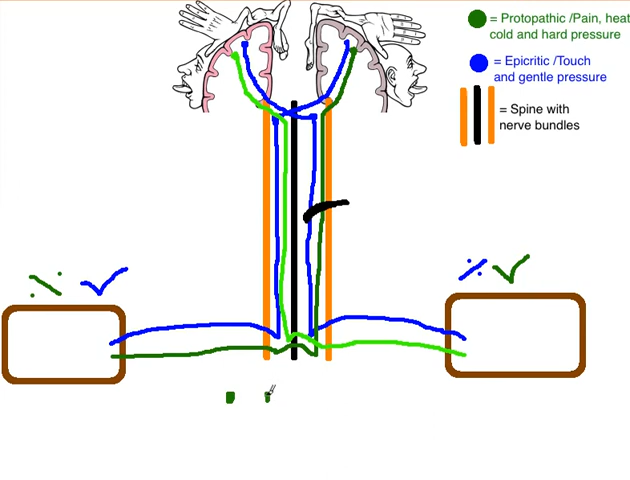 = Protopathic /Pain, heat
cold and hard pressure
= Epicritic /Touch
and gentle pressure
= Spine with
nerve bundles